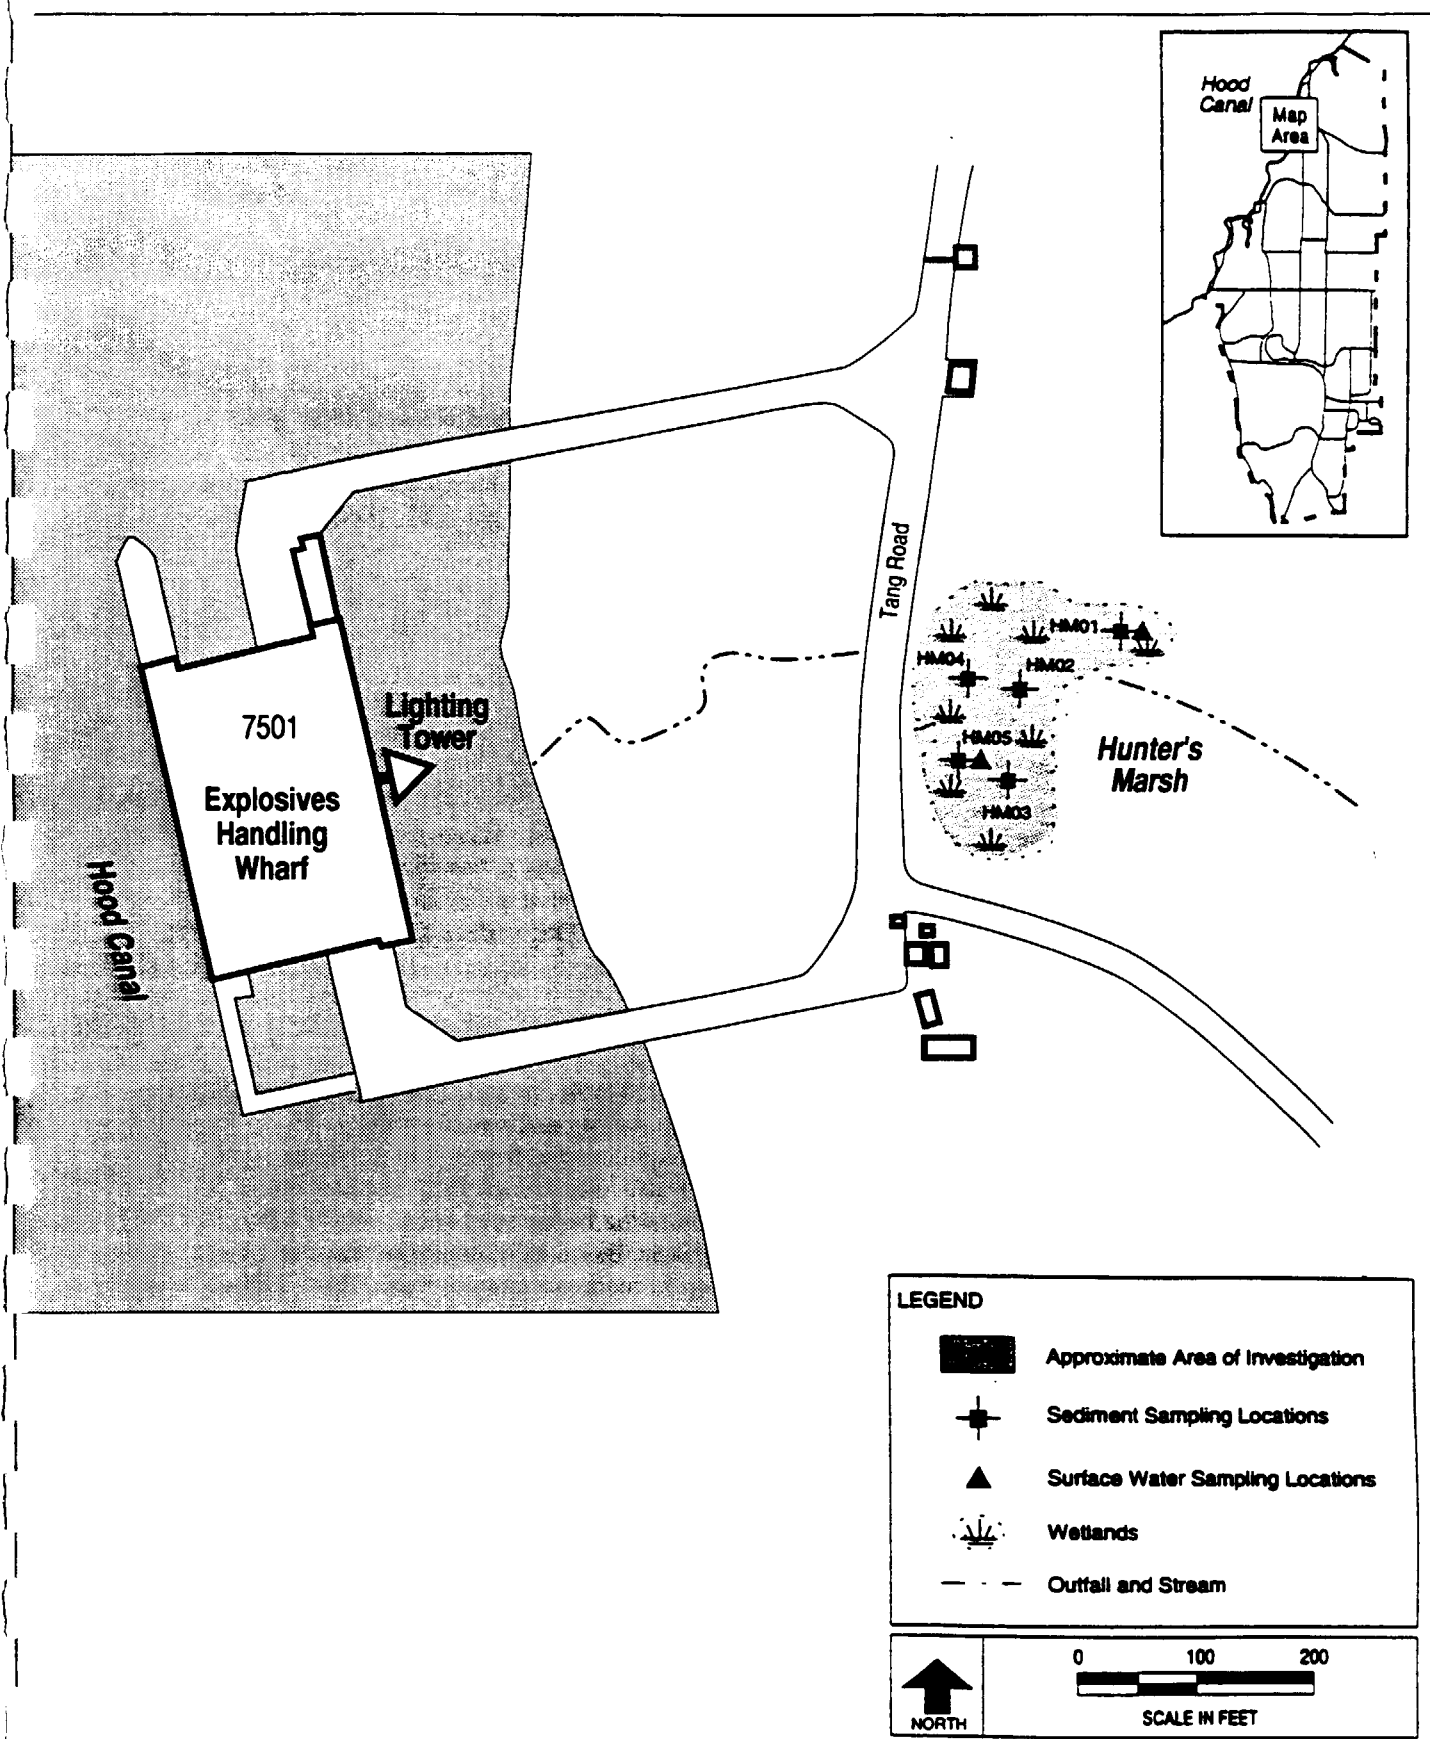 Hood
Canal
Map
Area
Tang Road
HM01
HM04
HM02
HM05
HM03
Hunter's
Marsh
Lighting
Tower
7501
Explosives
Handling
Wharf
Hood Canal
LEGEND
Approximate Area of Investigation
Sediment Sampling Locations
Surface Water Sampling Locations
Wetlands
Outfall and Stream
NORTH
0 100 200
SCALE IN FEET